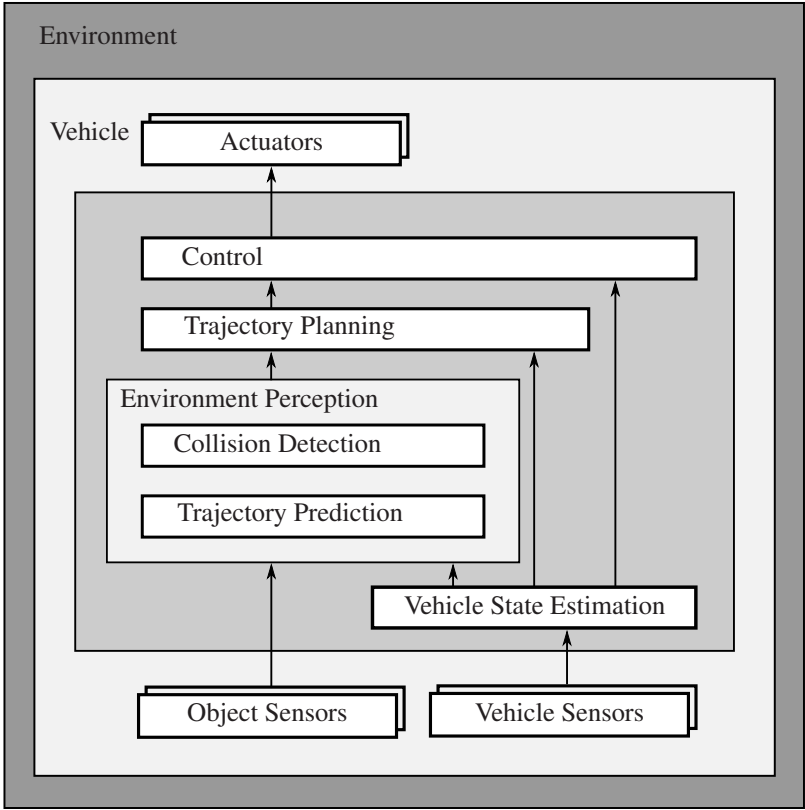 Environment
Vehicle
Actuators
Control
Trajectory Planning
Environment Perception
Collision Detection
Trajectory Prediction
Vehicle State Estimation
Object Sensors
Vehicle Sensors